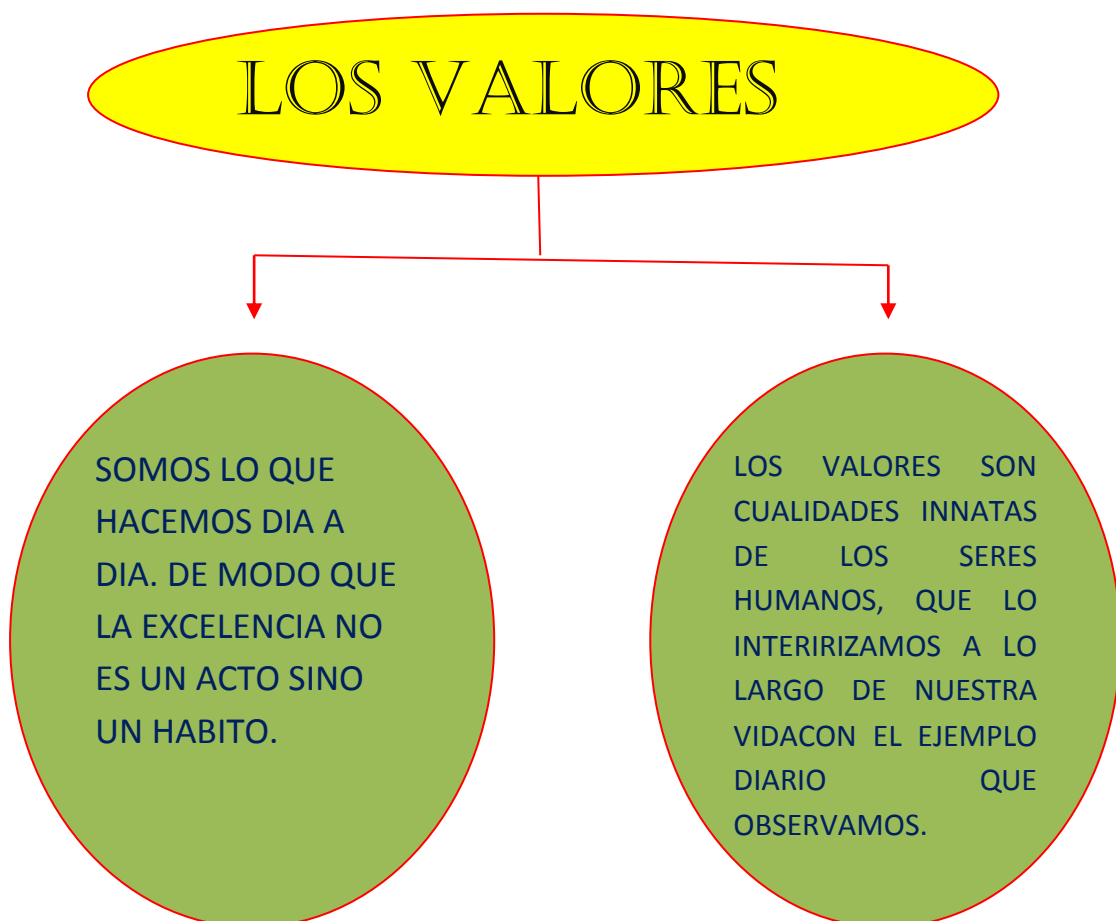 LOS VALORES
SOMOS LO QUE
HACEMOS DIA A
DIA. DE MODO QUE
LA EXCELENCIA NO
ES UN ACTO SINO
UN HABITO.
LOS VALORES SON
CUALIDADES INNATAS
DE LOS SERES
HUMANOS, QUE LO
INTERIRIZAMOS A LO
LARGO DE NUESTRA
VIDACON EL EJEMPLO
DIARIO QUE
OBSERVAMOS.